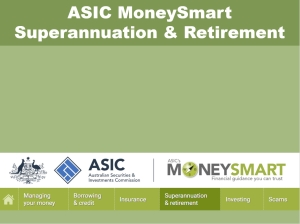 ASIC MoneySmart
Superannuation & Retirement
ASIC
Australian Securities &
Investments Commission
ASIC's
MONEYSMART
Financial guidance you can trust
Managing
your money
Borrowing
& credit
Insurance
Superannuation
& retirement
Investing
Scams